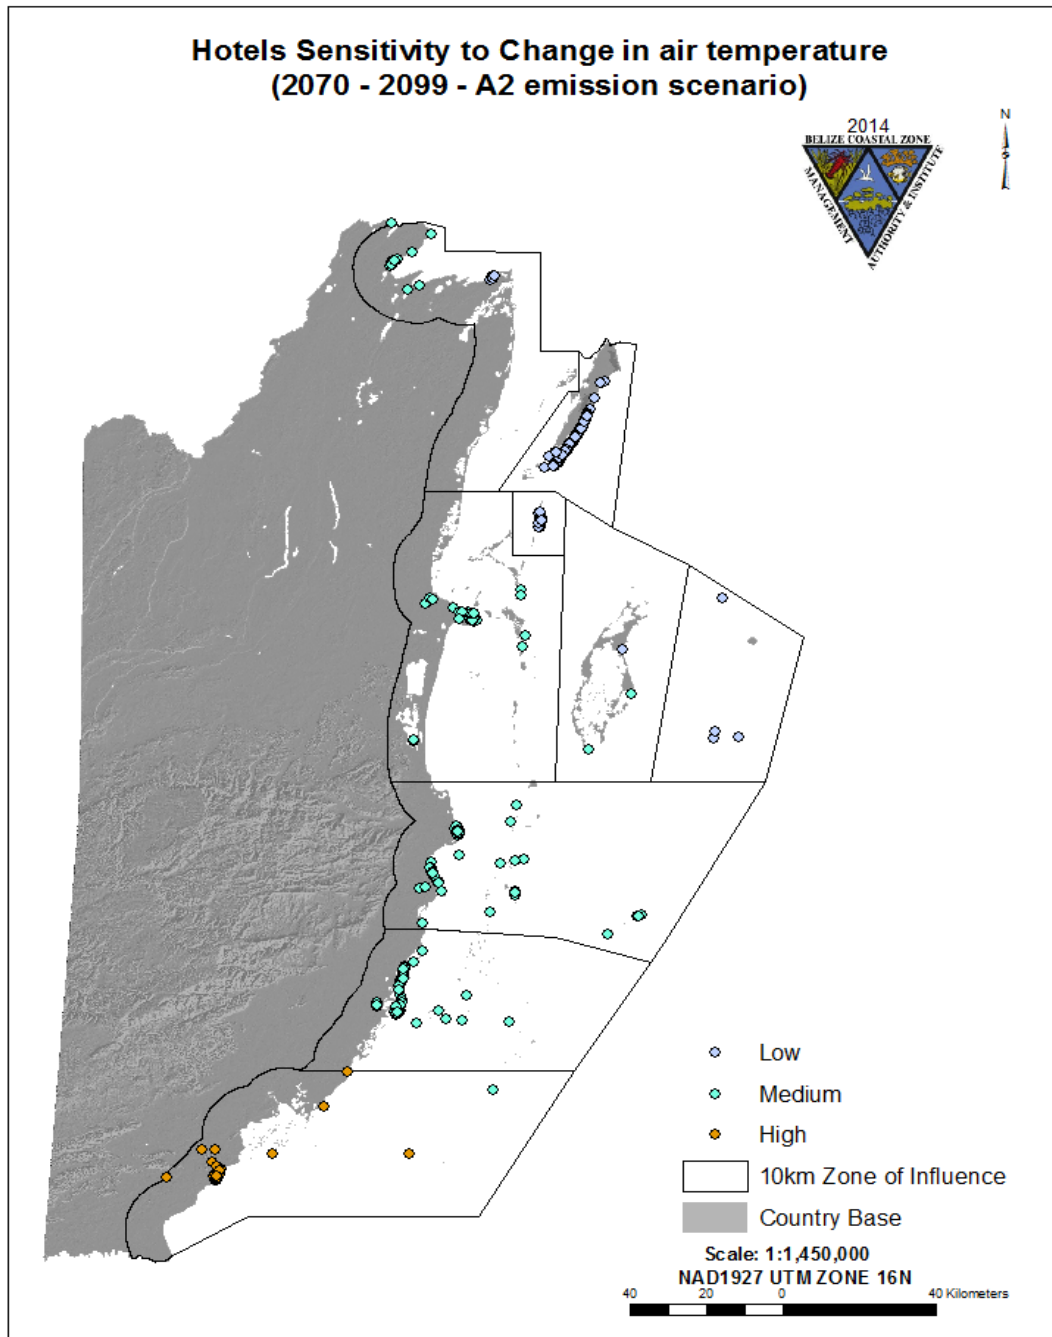 Hotels Sensitivity to Change in air temperature
(2070 - 2099 - A2 emission scenario)
2014
BELIZE COASTAL ZONE
MANAGEMENT
AUTHORITY & INSTITUTE
N
S
Low
Medium
High
10km Zone of Influence
Country Base
Scale: 1:1,450,000
NAD1927 UTM ZONE 16N
40 20 0 40 Kilometers